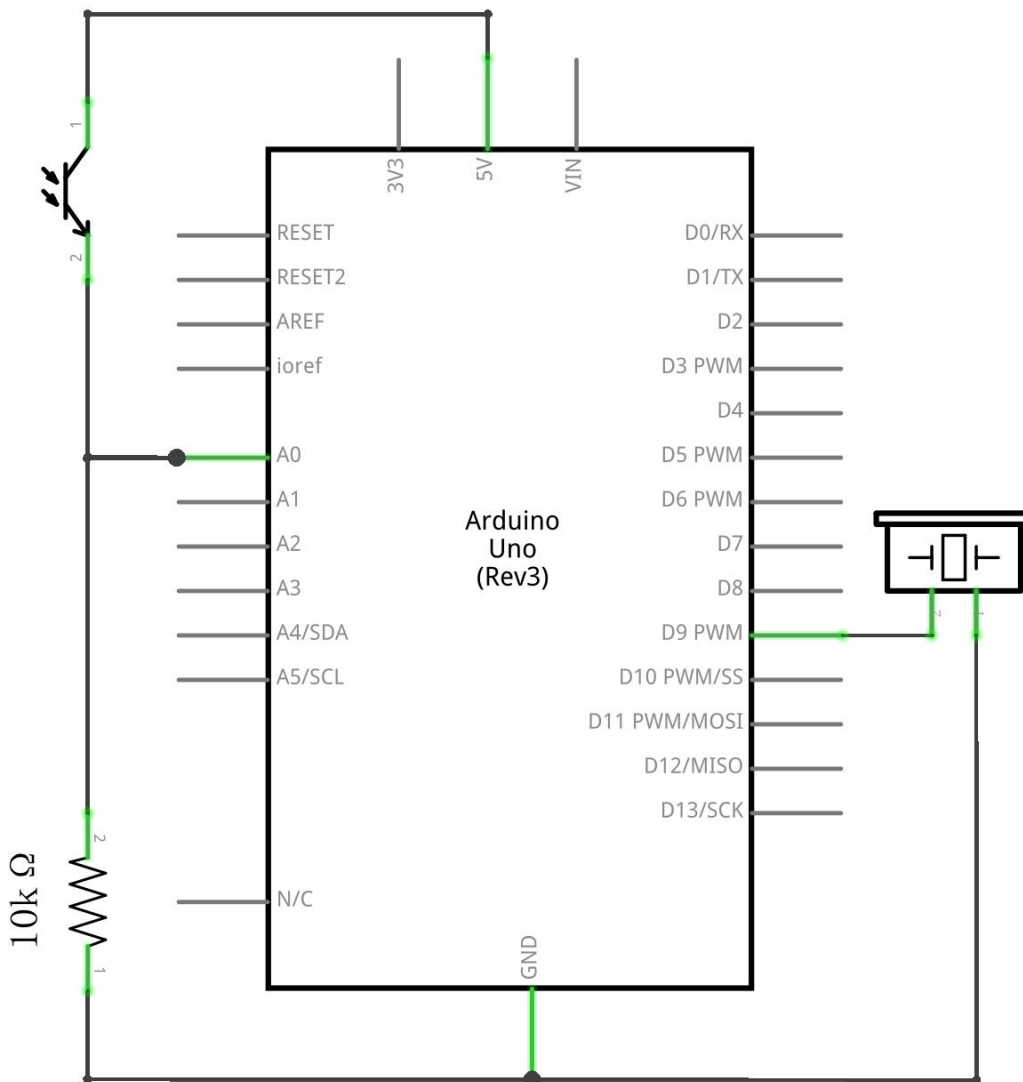 1
3V3
5V
VIN
2
RESET
RESET2
AREF
ioref
A0
A1
A2
A3
A4/SDA
A5/SCL
N/C
D0/RX
D1/TX
D2
D3 PWM
D4
D5 PWM
D6 PWM
D7
D8
D9 PWM
D10 PWM/SS
D11 PWM/MOSI
D12/MISO
D13/SCK
Arduino
Uno
(Rev3)
GND
2
1
2
10k Ω
1